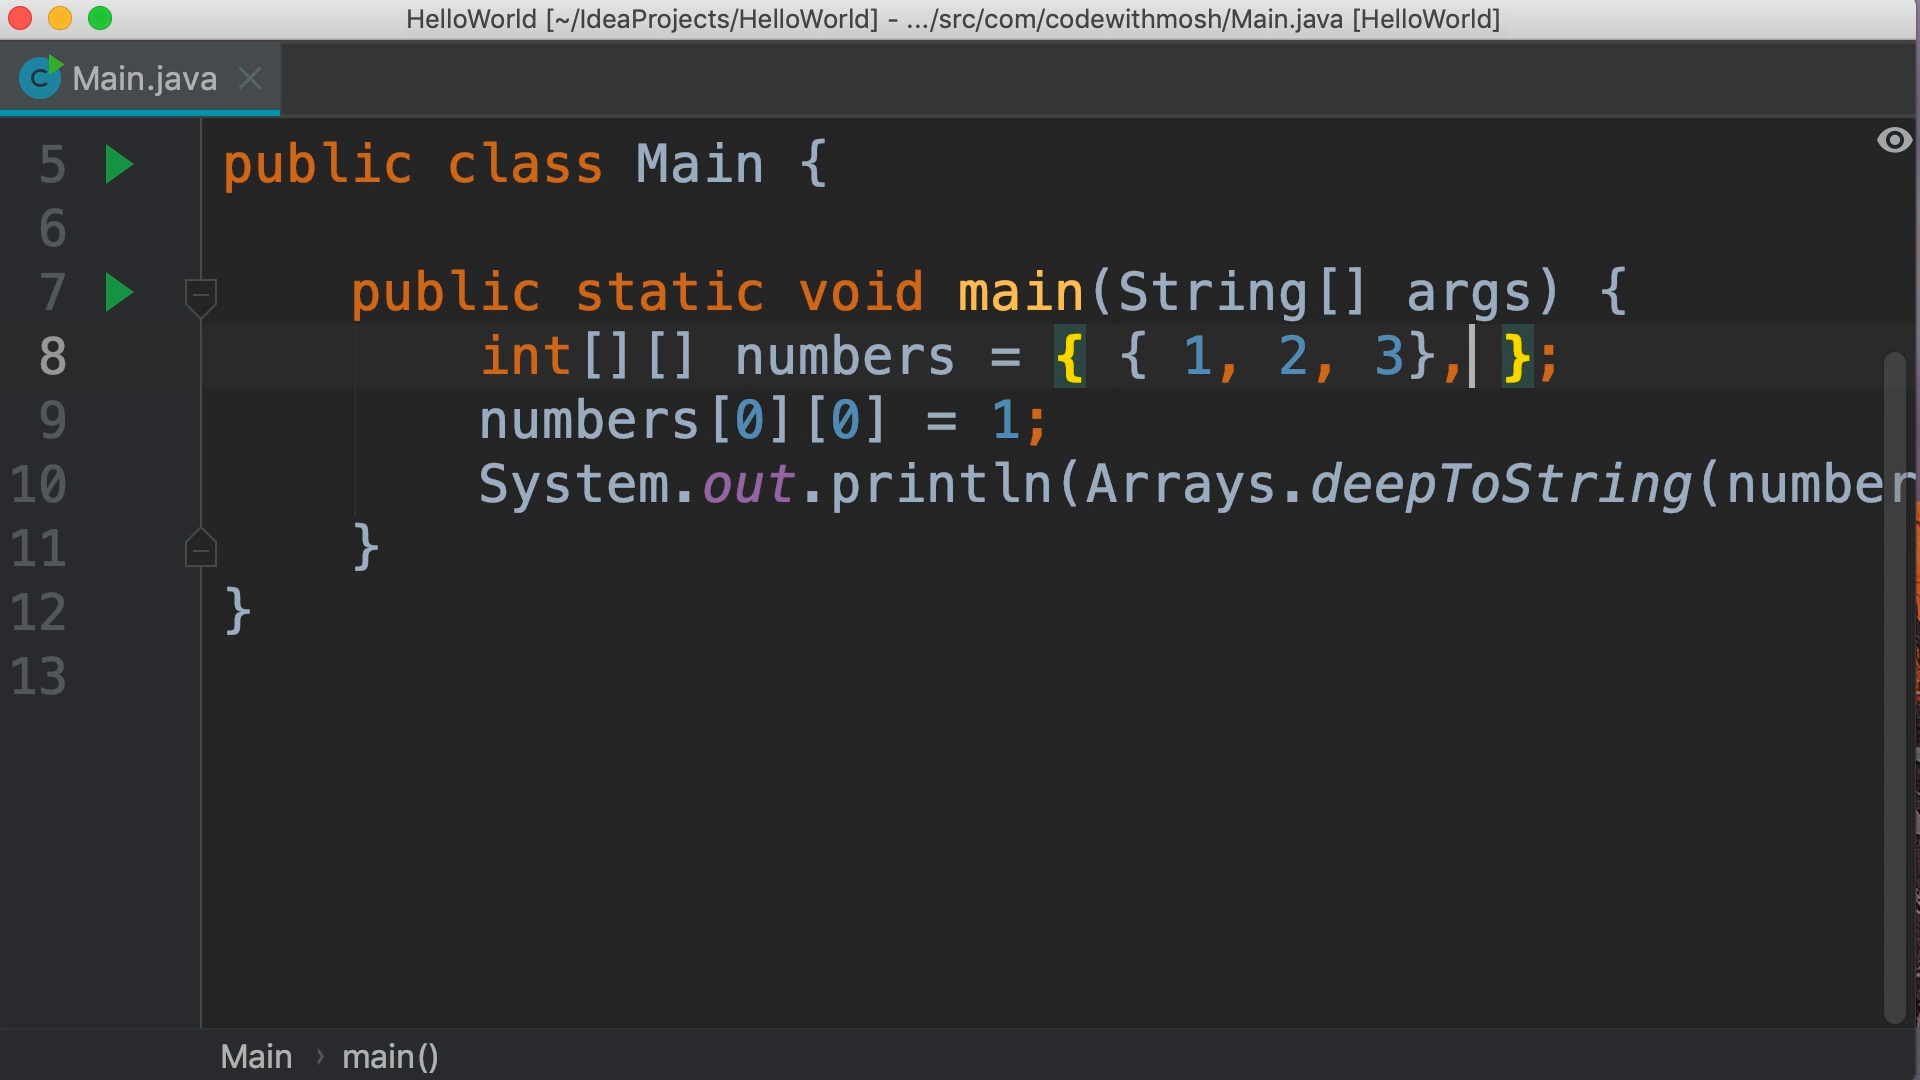 HelloWorld [~/IdeaProjects/HelloWorld] - .../src/com/codewithmosh/Main.java [HelloWorld]
C Main.java
5 public class Main {
6
7 public static void main(String[] args) {
8 int[][] numbers = { { 1, 2, 3}, };
9 numbers[0][0] = 1;
10 System.out.println(Arrays.deepToString(number
11 }
12 }
13
Main › main()